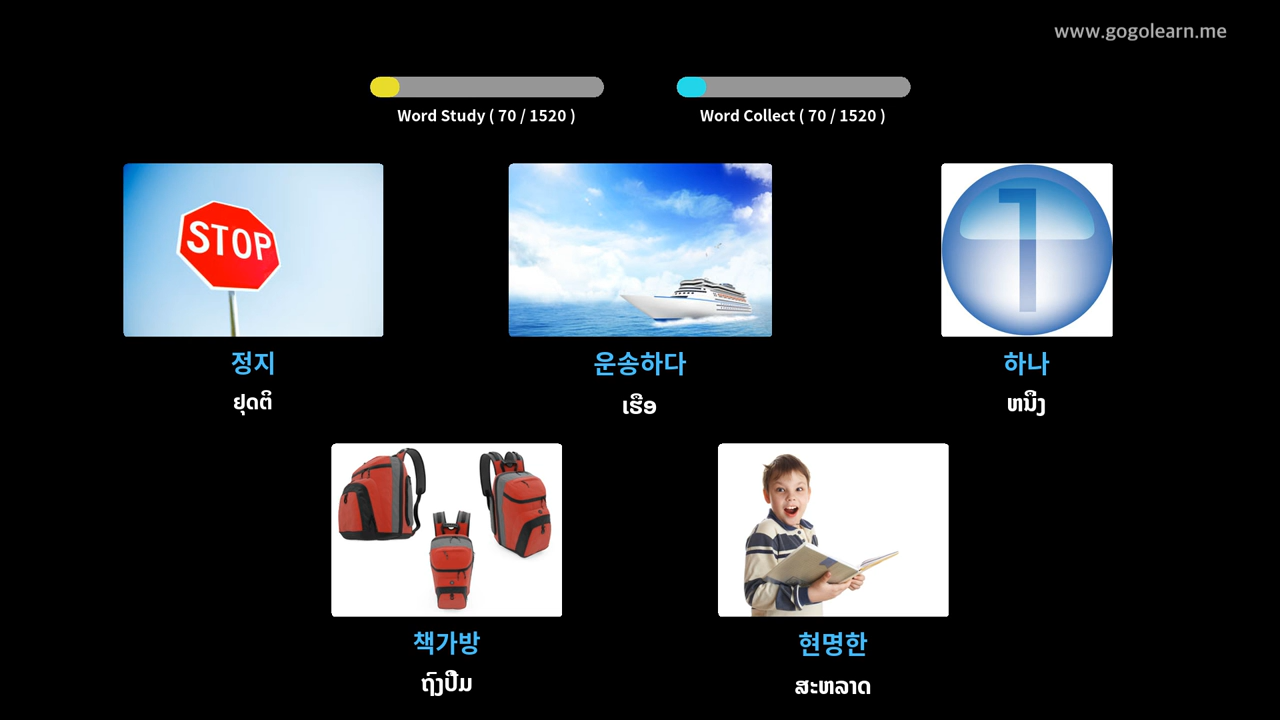 www.gogolearn.me
Word Study ( 70 / 1520 )
Word Collect ( 70 / 1520 )
STOP
1
정지
운송하다
하나
ຢຸດຕິ
ເຮືອ
ຫນຶ່ງ
책가방
현명한
ຖົງປຶ້ມ
ສະຫລາດ